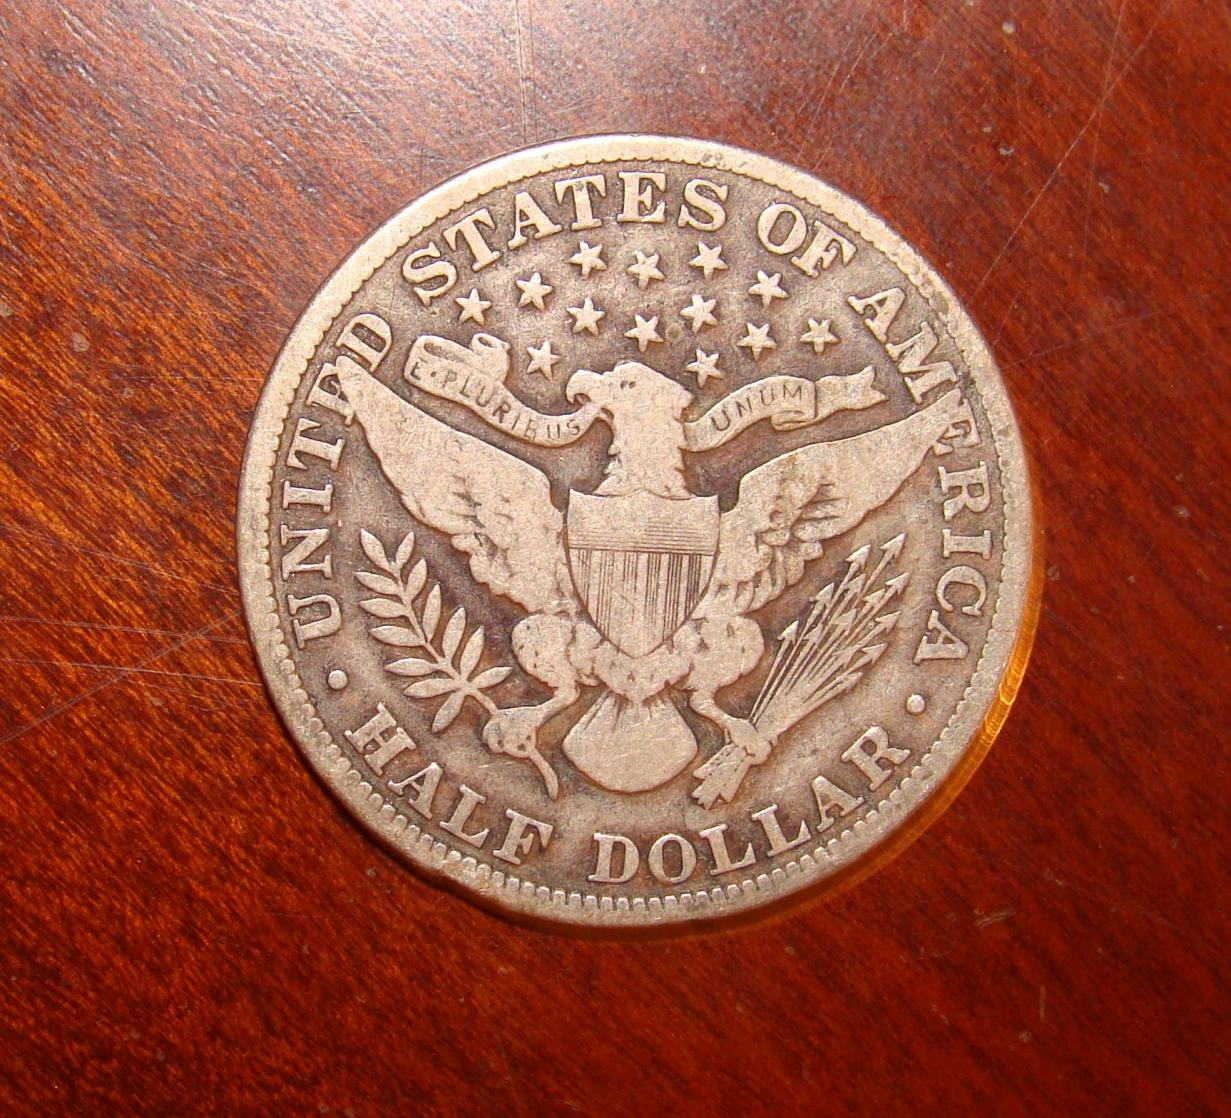 UNITED STATES OF AMERICA
E·PLURIBUS UNUM
· HALF DOLLAR ·